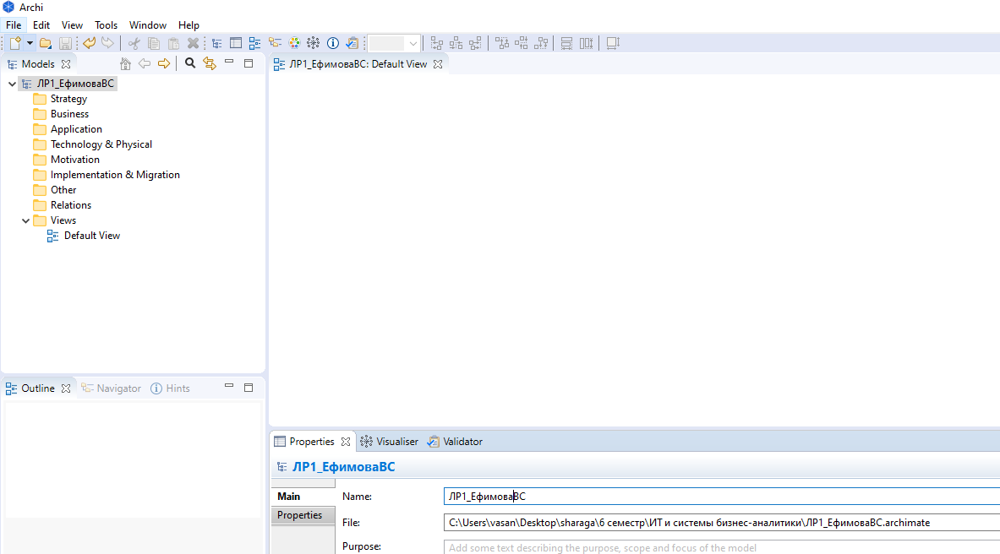 Archi
File Edit View Tools Window Help
Models
ЛР1_ЕфимоваВС
Strategy
Business
Application
Technology & Physical
Motivation
Implementation & Migration
Other
Relations
Views
Default View
Outline Navigator Hints
ЛР1_ЕфимоваВС: Default View
Properties Visualiser Validator
ЛР1_ЕфимоваВС
Main
Properties
Name: ЛР1_ЕфимоваВС
File: C:\Users\vasan\Desktop\sharaga\6 семестр\ИТ и системы бизнес-аналитики\ЛР1_ЕфимоваВС.archimate
Purpose: Add some text describing the purpose, scope and focus of the model